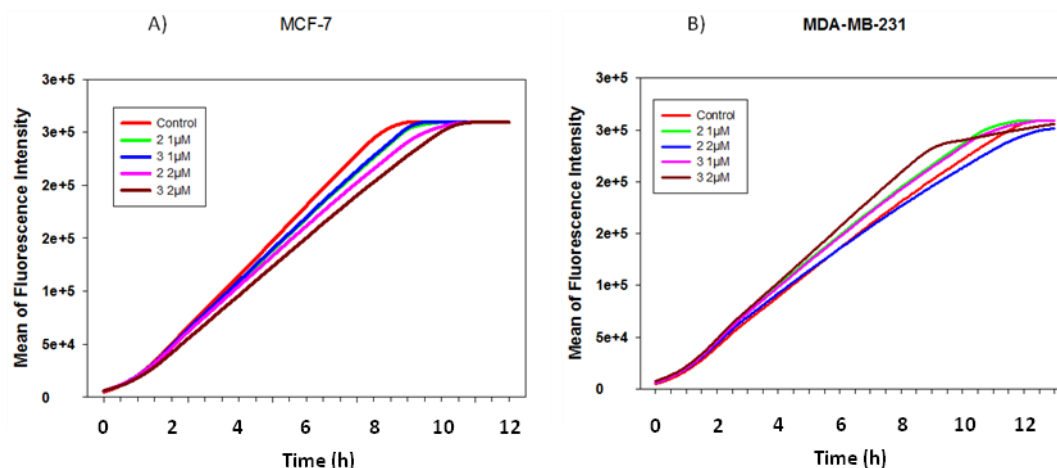 A) MCF-7
Mean of Fluorescence Intensity
3e+5
3e+5
2e+5
2e+5
1e+5
5e+4
0
Control
2 1µM
3 1µM
2 2µM
3 2µM
0 2 4 6 8 10 12
Time (h)
B) MDA-MB-231
Mean of Fluorescence Intensity
3e+5
3e+5
2e+5
2e+5
1e+5
5e+4
0
Control
2 1µM
2 2µM
3 1µM
3 2µM
0 2 4 6 8 10 12
Time (h)